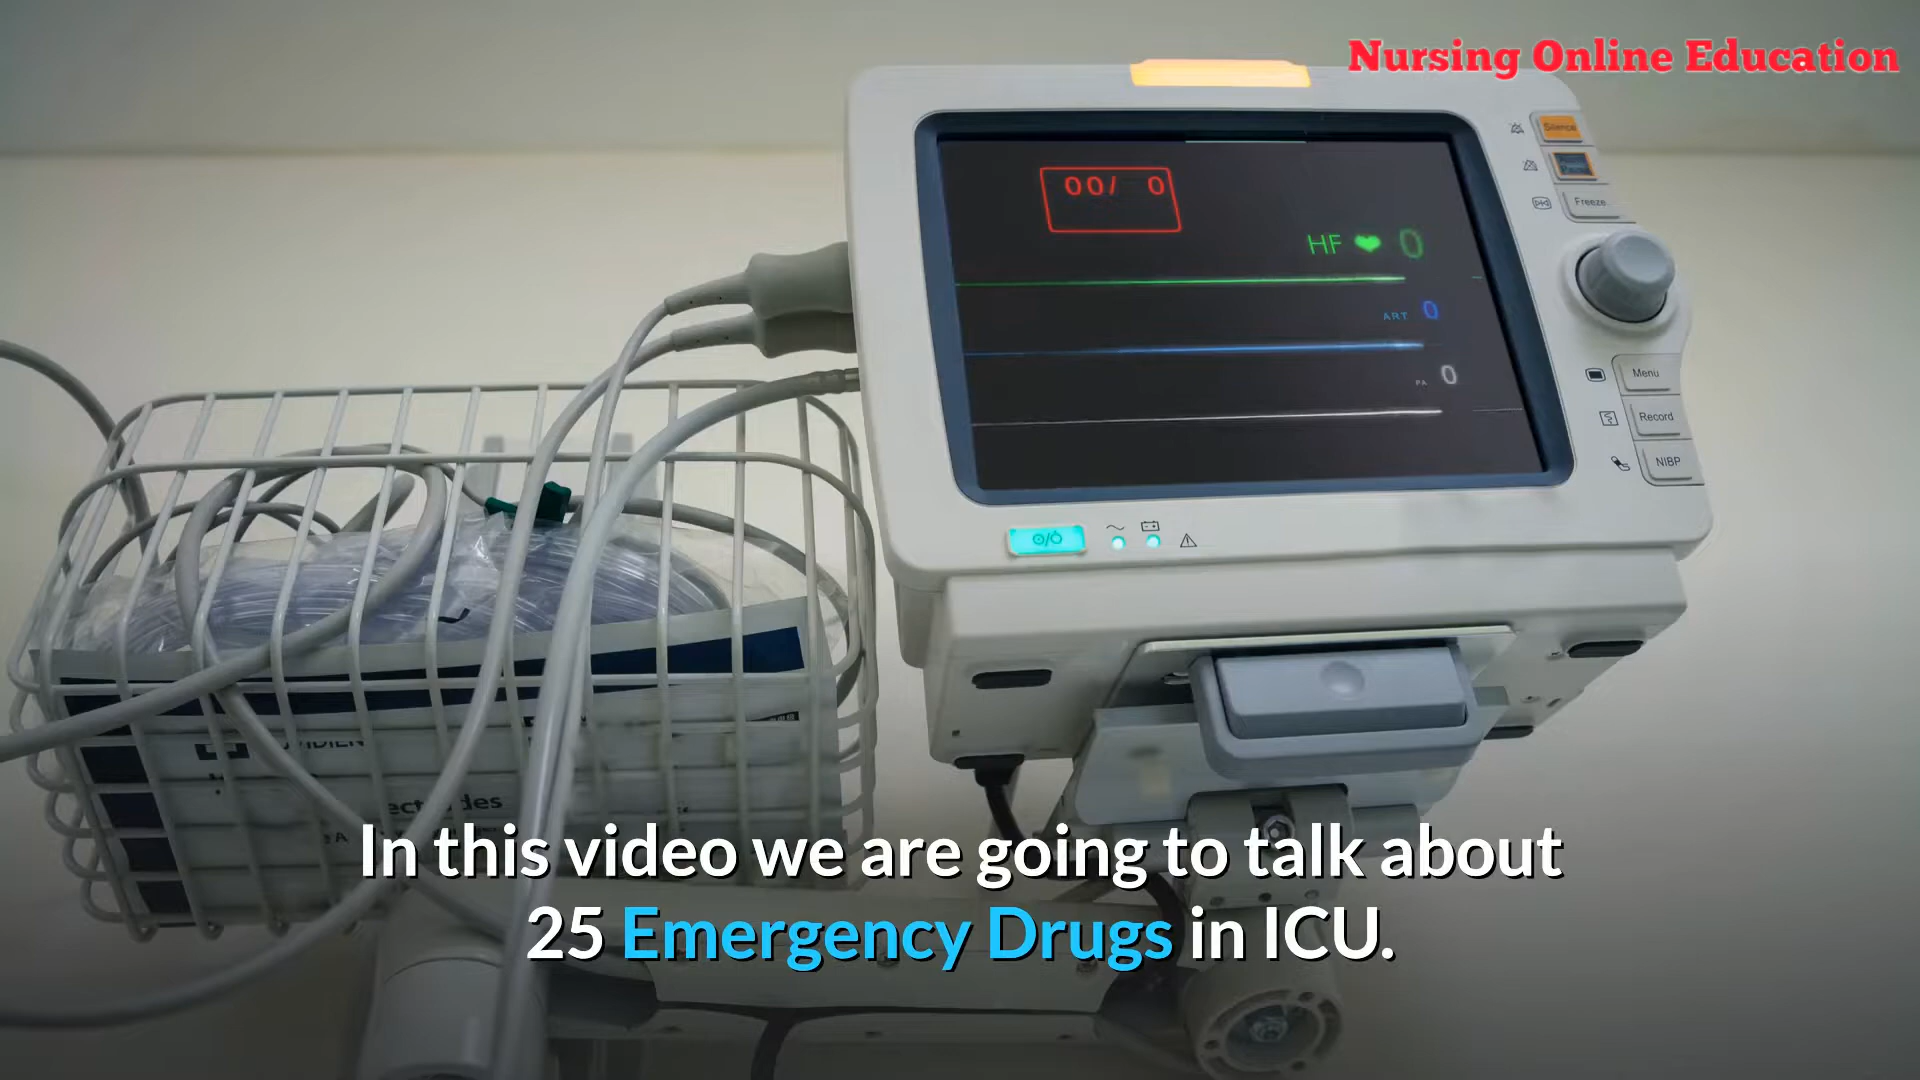 Nursing Online Education
Silence
00/ 0
Freeze
HF 0
ART 0
PA 0
Menu
Record
NIBP
In this video we are going to talk about
25 Emergency Drugs in ICU.